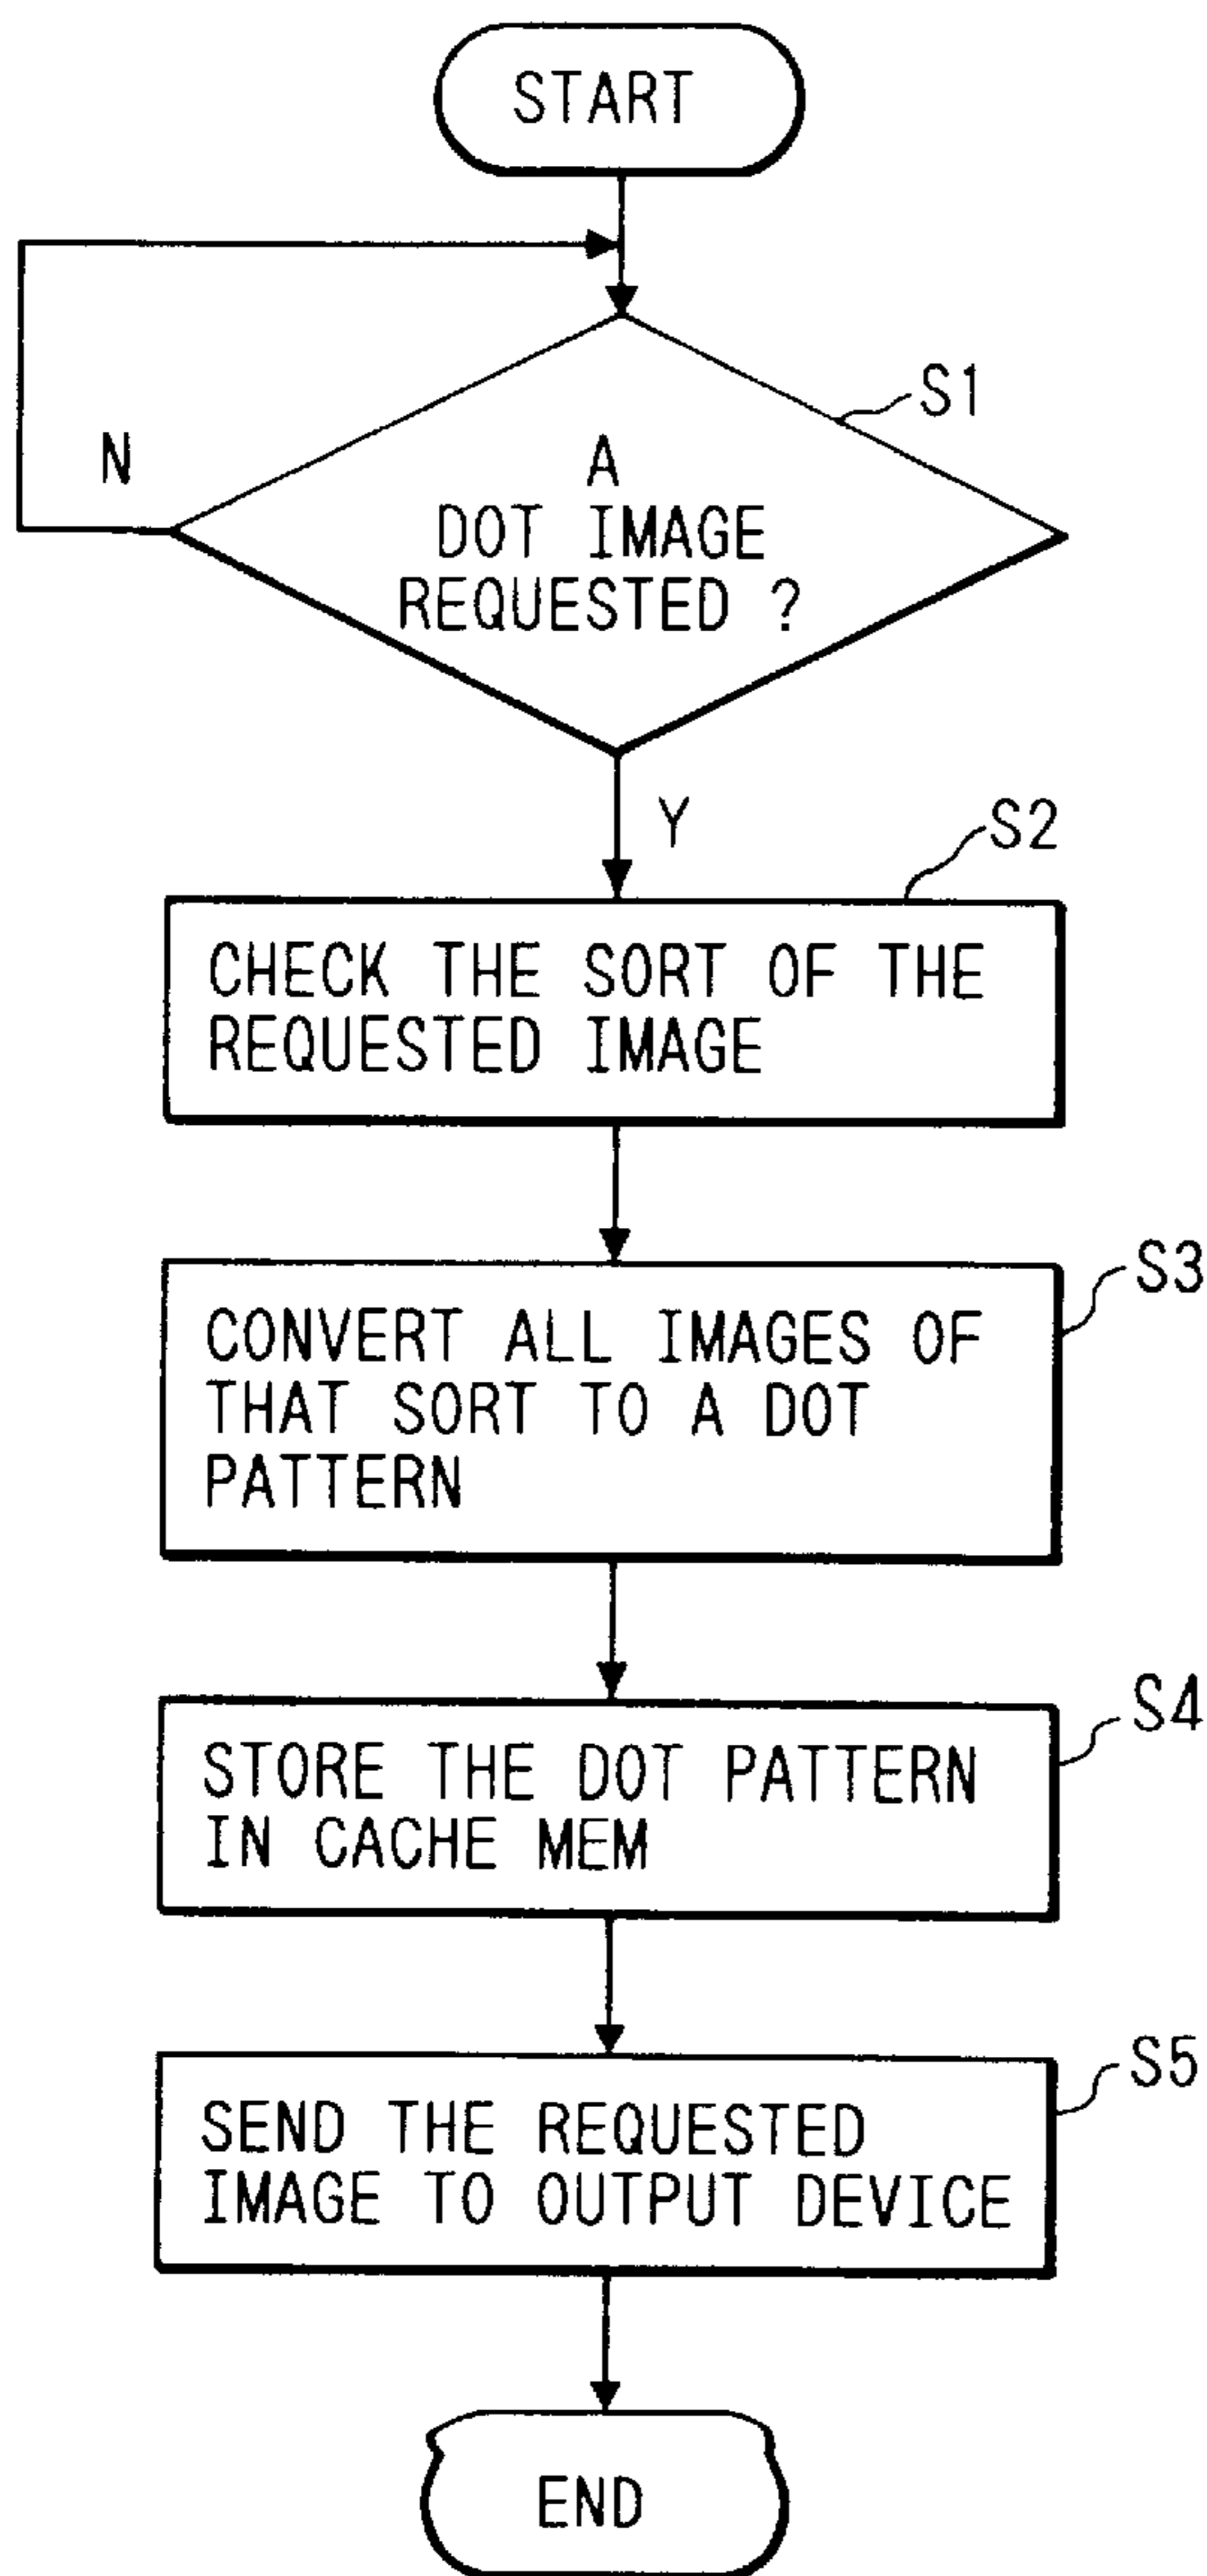 START
S1
N
A
DOT IMAGE
REQUESTED ?
Y
S2
CHECK THE SORT OF THE
REQUESTED IMAGE
S3
CONVERT ALL IMAGES OF
THAT SORT TO A DOT
PATTERN
S4
STORE THE DOT PATTERN
IN CACHE MEM
S5
SEND THE REQUESTED
IMAGE TO OUTPUT DEVICE
END